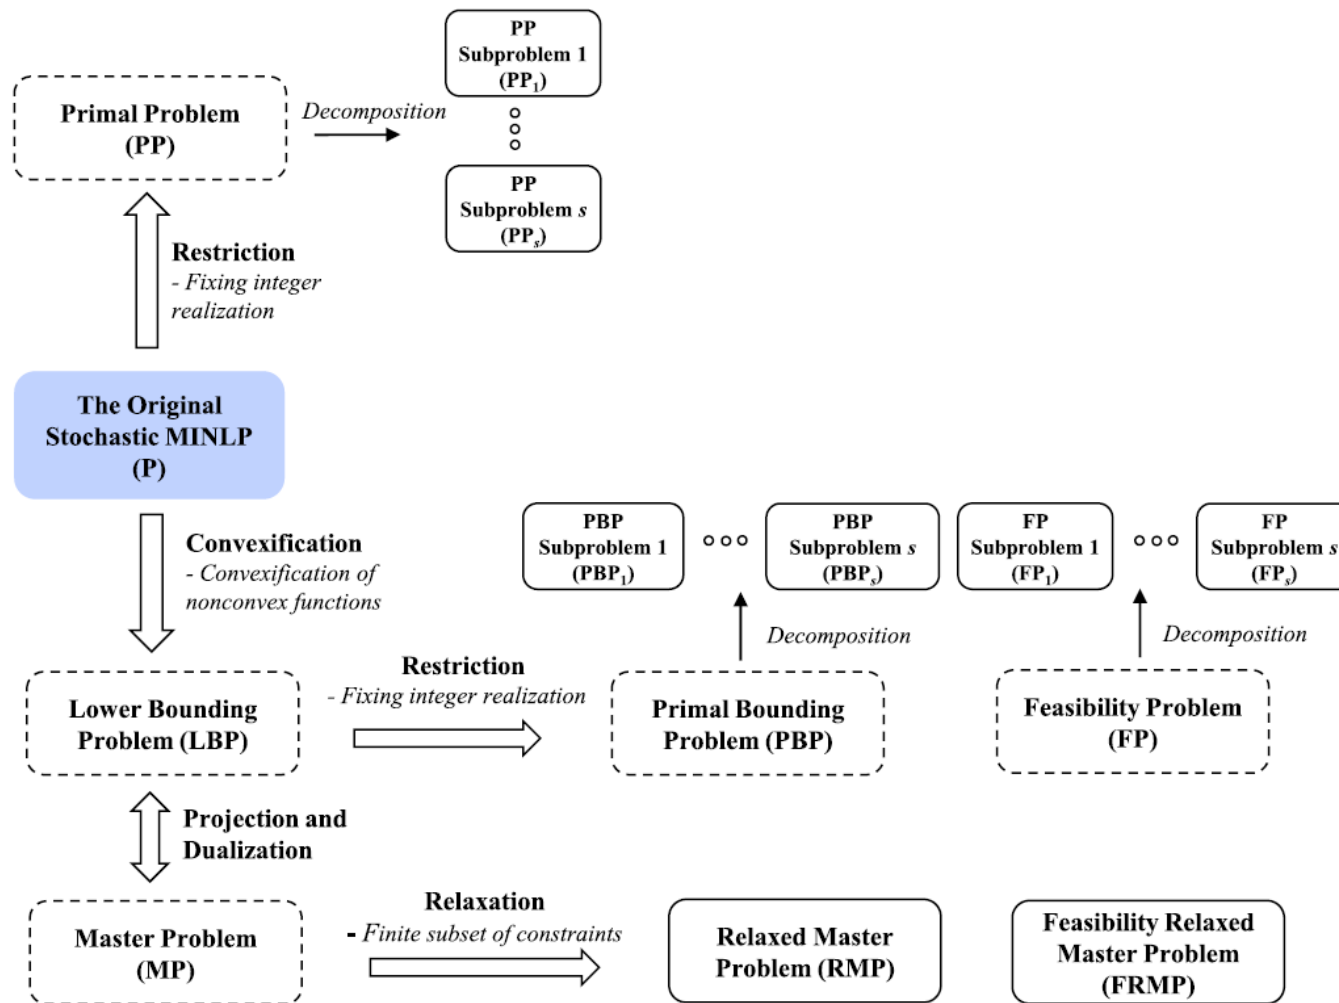 PP
Subproblem 1
(PP1)
Primal Problem
(PP)
Decomposition
PP
Subproblem s
(PPs)
Restriction
- Fixing integer
realization
The Original
Stochastic MINLP
(P)
Convexification
- Convexification of
nonconvex functions
PBP
Subproblem 1
(PBP1)
PBP
Subproblem s
(PBPs)
FP
Subproblem 1
(FP1)
FP
Subproblem s
(FPs)
Decomposition
Decomposition
Lower Bounding
Problem (LBP)
Restriction
- Fixing integer realization
Primal Bounding
Problem (PBP)
Feasibility Problem
(FP)
Projection and
Dualization
Master Problem
(MP)
Relaxation
- Finite subset of constraints
Relaxed Master
Problem (RMP)
Feasibility Relaxed
Master Problem
(FRMP)